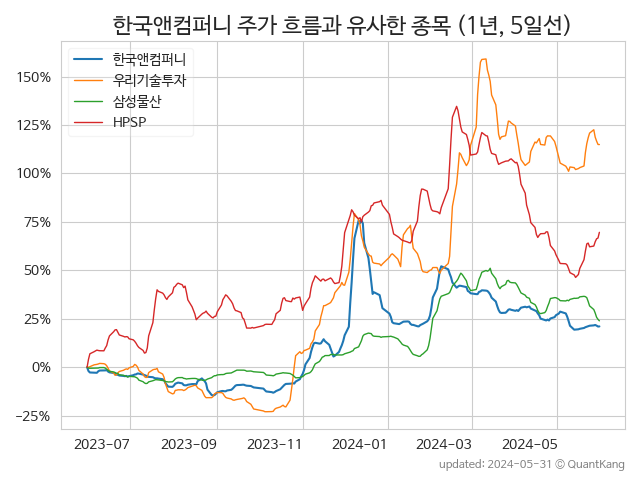 한국앤컴퍼니 주가 흐름과 유사한 종목 (1년, 5일선)
한국앤컴퍼니
우리기술투자
삼성물산
HPSP
150%
125%
100%
75%
50%
25%
0%
−25%
2023-07
2023-09
2023-11
2024-01
2024-03
2024-05
updated: 2024-05-31 © QuantKang